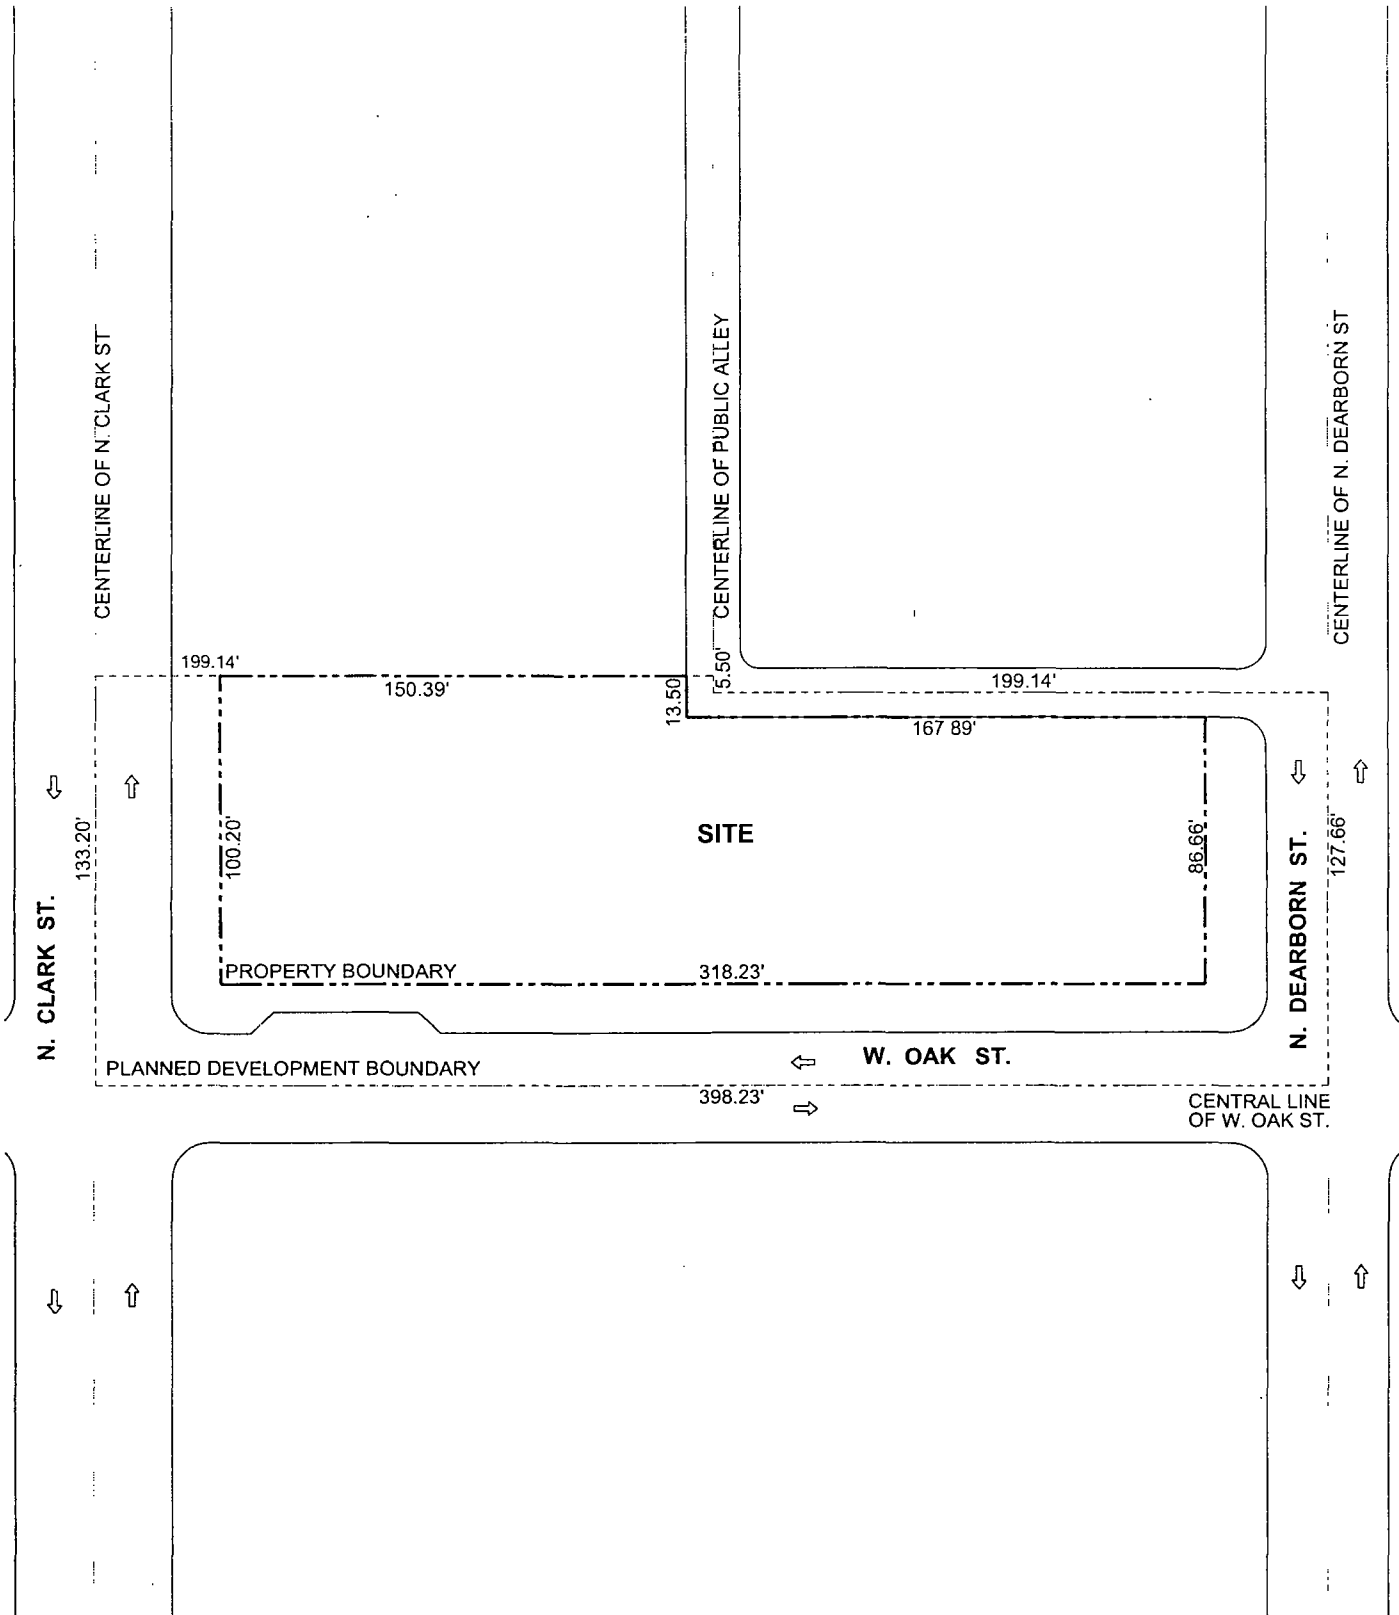 CENTERLINE OF N. CLARK ST
CENTERLINE OF PUBLIC ALLEY
CENTERLINE OF N. DEARBORN ST
199.14'
150.39'
13.50
5.50'
199.14'
167 89'
133.20'
100.20'
SITE
86.66'
127.66'
N. CLARK ST.
N. DEARBORN ST.
PROPERTY BOUNDARY
318.23'
W. OAK ST.
PLANNED DEVELOPMENT BOUNDARY
398.23'
CENTRAL LINE
OF W. OAK ST.